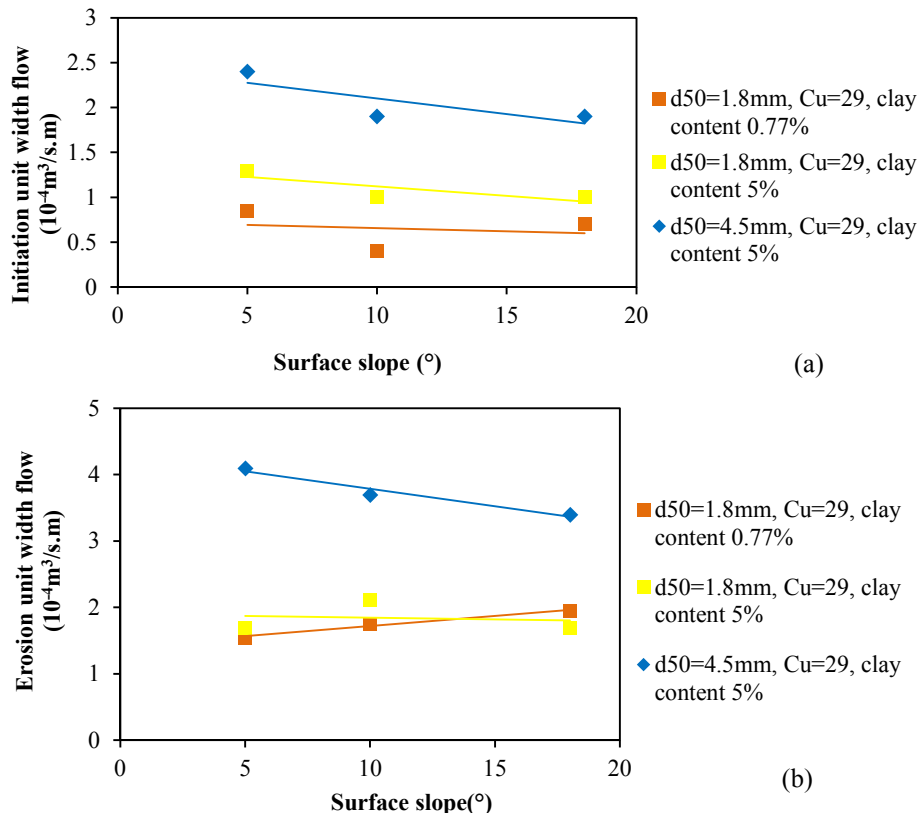 3
2.5
2
1.5
1
0.5
0
0
5
10
15
20
Initiation unit width flow
(10⁻⁴m³/s.m)
Surface slope (°)
d50=1.8mm, Cu=29, clay
content 0.77%
d50=1.8mm, Cu=29, clay
content 5%
d50=4.5mm, Cu=29, clay
content 5%
(a)
5
4
3
2
1
0
0
5
10
15
20
Erosion unit width flow
(10⁻⁴m³/s.m)
Surface slope(°)
d50=1.8mm, Cu=29, clay
content 0.77%
d50=1.8mm, Cu=29, clay
content 5%
d50=4.5mm, Cu=29, clay
content 5%
(b)